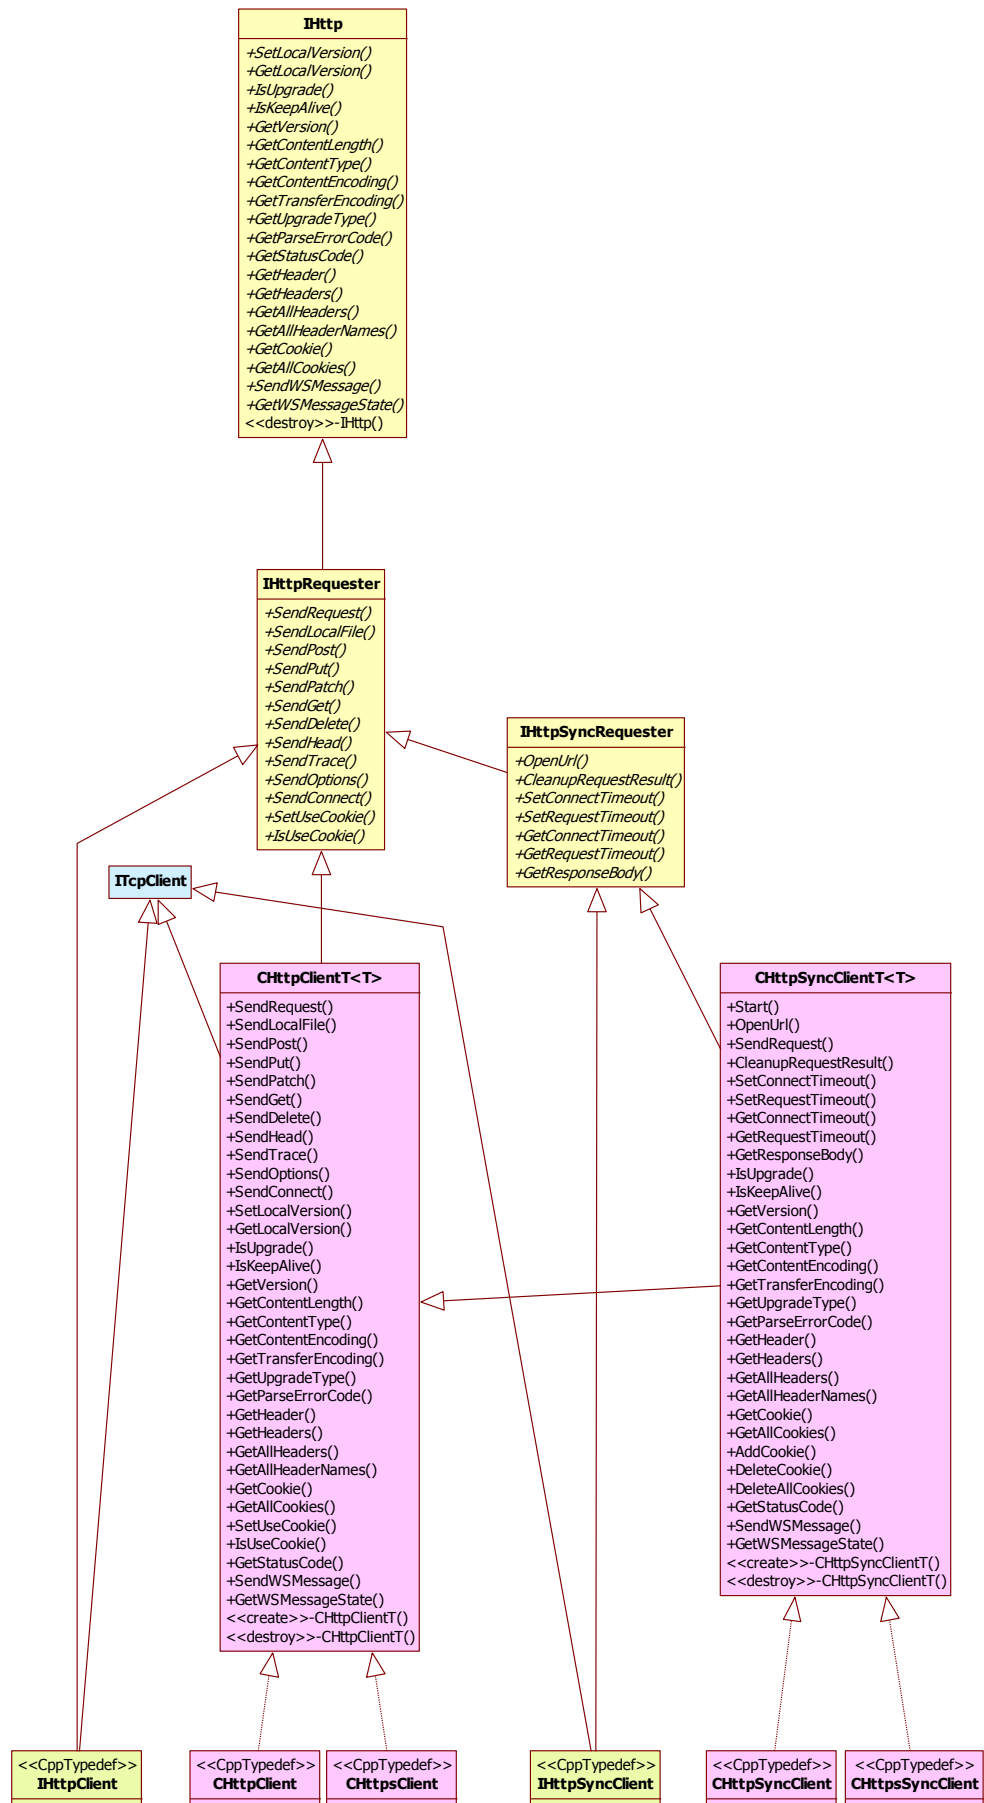 IHttp
+SetLocalVersion()
+GetLocalVersion()
+IsUpgrade()
+IsKeepAlive()
+GetVersion()
+GetContentLength()
+GetContentType()
+GetContentEncoding()
+GetTransferEncoding()
+GetUpgradeType()
+GetParseErrorCode()
+GetStatusCode()
+GetHeader()
+GetHeaders()
+GetAllHeaders()
+GetAllHeaderNames()
+GetCookie()
+GetAllCookies()
+SendWSMessage()
+GetWSMessageState()
<<destroy>>-IHttp()
IHttpRequester
+SendRequest()
+SendLocalFile()
+SendPost()
+SendPut()
+SendPatch()
+SendGet()
+SendDelete()
+SendHead()
+SendTrace()
+SendOptions()
+SendConnect()
+SetUseCookie()
+IsUseCookie()
IHttpSyncRequester
+OpenUrl()
+CleanupRequestResult()
+SetConnectTimeout()
+SetRequestTimeout()
+GetConnectTimeout()
+GetRequestTimeout()
+GetResponseBody()
ITcpClient
CHttpClientT<T>
+SendRequest()
+SendLocalFile()
+SendPost()
+SendPut()
+SendPatch()
+SendGet()
+SendDelete()
+SendHead()
+SendTrace()
+SendOptions()
+SendConnect()
+SetLocalVersion()
+GetLocalVersion()
+IsUpgrade()
+IsKeepAlive()
+GetVersion()
+GetContentLength()
+GetContentType()
+GetContentEncoding()
+GetTransferEncoding()
+GetUpgradeType()
+GetParseErrorCode()
+GetHeader()
+GetHeaders()
+GetAllHeaders()
+GetAllHeaderNames()
+GetCookie()
+GetAllCookies()
+SetUseCookie()
+IsUseCookie()
+GetStatusCode()
+SendWSMessage()
+GetWSMessageState()
<<create>>-CHttpClientT()
<<destroy>>-CHttpClientT()
CHttpSyncClientT<T>
+Start()
+OpenUrl()
+SendRequest()
+CleanupRequestResult()
+SetConnectTimeout()
+SetRequestTimeout()
+GetConnectTimeout()
+GetRequestTimeout()
+GetResponseBody()
+IsUpgrade()
+IsKeepAlive()
+GetVersion()
+GetContentLength()
+GetContentType()
+GetContentEncoding()
+GetTransferEncoding()
+GetUpgradeType()
+GetParseErrorCode()
+GetHeader()
+GetHeaders()
+GetAllHeaders()
+GetAllHeaderNames()
+GetCookie()
+GetAllCookies()
+AddCookie()
+DeleteCookie()
+DeleteAllCookies()
+GetStatusCode()
+SendWSMessage()
+GetWSMessageState()
<<create>>-CHttpSyncClientT()
<<destroy>>-CHttpSyncClientT()
<<CppTypedef>>
IHttpClient
<<CppTypedef>>
CHttpClient
<<CppTypedef>>
CHttpsClient
<<CppTypedef>>
IHttpSyncClient
<<CppTypedef>>
CHttpSyncClient
<<CppTypedef>>
CHttpsSyncClient